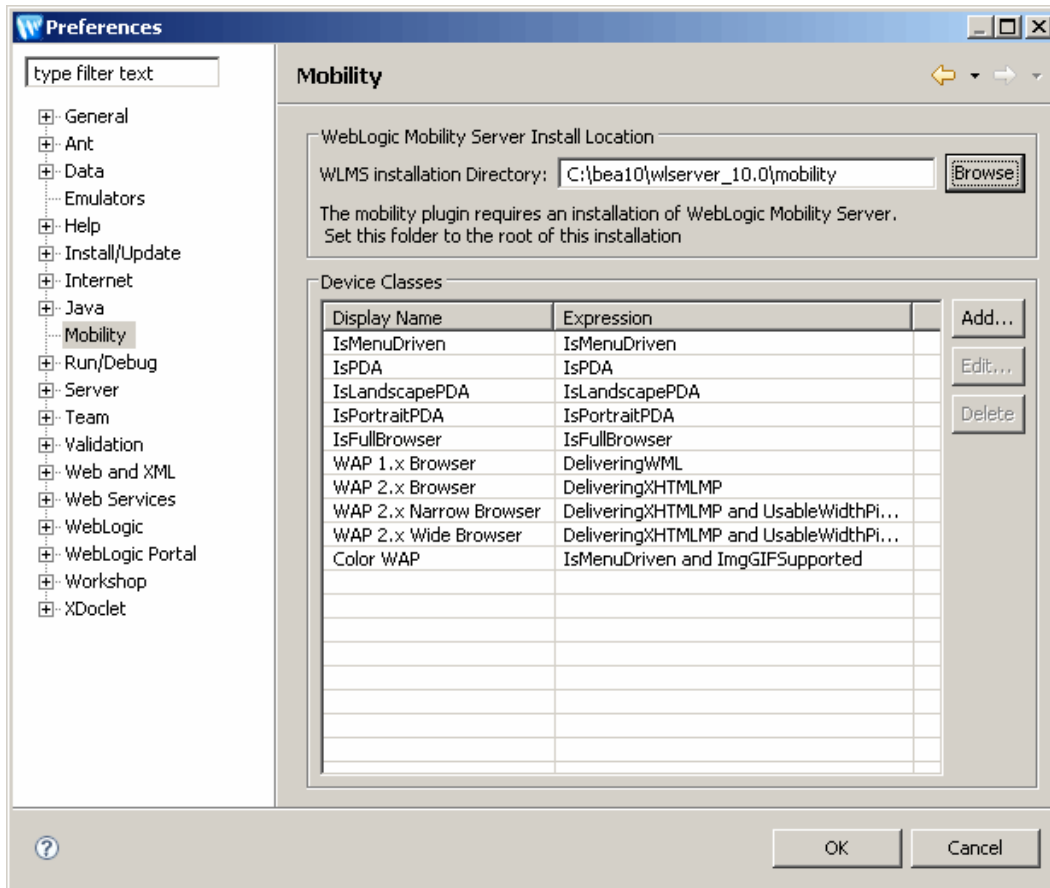 Preferences
type filter text
General
Ant
Data
Emulators
Help
Install/Update
Internet
Java
Mobility
Run/Debug
Server
Team
Validation
Web and XML
Web Services
WebLogic
WebLogic Portal
Workshop
XDoclet
Mobility
WebLogic Mobility Server Install Location
WLMS installation Directory: C:\bea10\wlserver_10.0\mobility Browse
The mobility plugin requires an installation of WebLogic Mobility Server.
Set this folder to the root of this installation
Device Classes
Display Name Expression
IsMenuDriven IsMenuDriven
IsPDA IsPDA
IsLandscapePDA IsLandscapePDA
IsPortraitPDA IsPortraitPDA
IsFullBrowser IsFullBrowser
WAP 1.x Browser DeliveringWML
WAP 2.x Browser DeliveringXHTMLMP
WAP 2.x Narrow Browser DeliveringXHTMLMP and UsableWidthPi...
WAP 2.x Wide Browser DeliveringXHTMLMP and UsableWidthPi...
Color WAP IsMenuDriven and ImgGIFSupported
Add...
Edit...
Delete
? OK Cancel